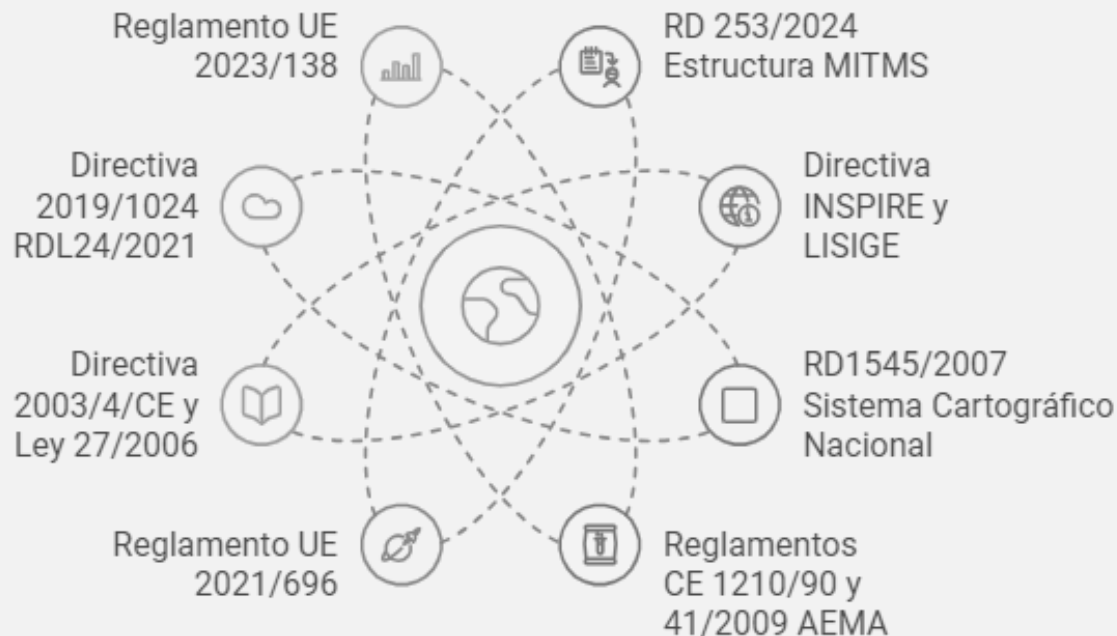 Reglamento UE
2023/138
RD 253/2024
Estructura MITMS
Directiva
2019/1024
RDL24/2021
Directiva
INSPIRE y
LISIGE
Directiva
2003/4/CE y
Ley 27/2006
RD1545/2007
Sistema Cartográfico
Nacional
Reglamento UE
2021/696
Reglamentos
CE 1210/90 y
41/2009 AEMA